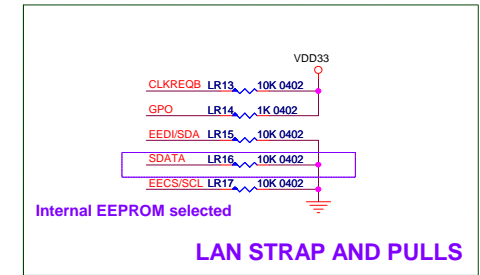 VDD33
CLKREQB LR13 10K 0402
GPO LR14 1K 0402
EEDI/SDA LR15 10K 0402
SDATA LR16 10K 0402
EECS/SCL LR17 10K 0402
Internal EEPROM selected
LAN STRAP AND PULLS